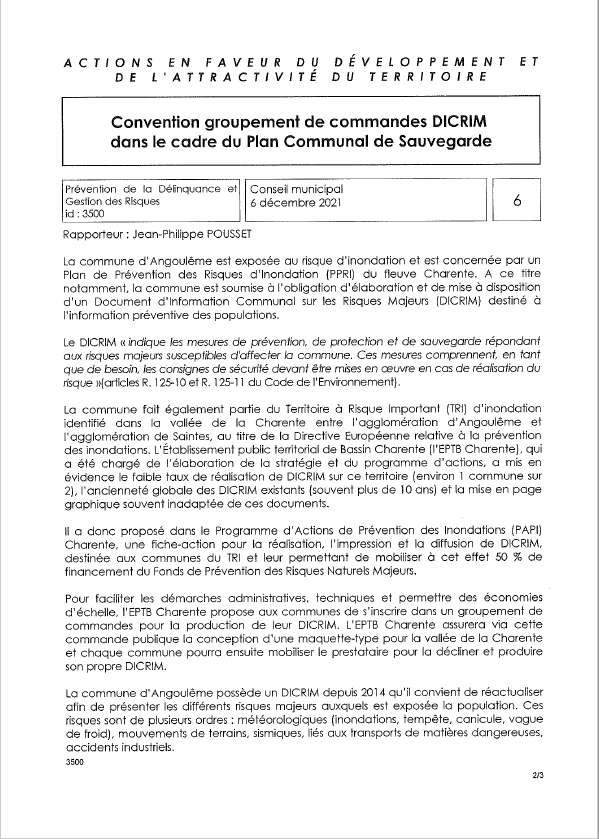 ACTIONS EN FAVEUR DU DÉVELOPPEMENT ET
DE L'ATTRACTIVITÉ DU TERRITOIRE
Convention groupement de commandes DICRIM
dans le cadre du Plan Communal de Sauvegarde
Prévention de la Délinquance et
Gestion des Risques
id : 3500
Conseil municipal
6 décembre 2021
6
Rapporteur : Jean-Philippe POUSSET
La commune d'Angoulême est exposée au risque d'inondation et est concernée par un
Plan de Prévention des Risques d'Inondation (PPRI) du fleuve Charente. A ce titre
notamment, la commune est soumise à l'obligation d'élaboration et de mise à disposition
d'un Document d'Information Communal sur les Risques Majeurs (DICRIM) destiné à
l'information préventive des populations.
Le DICRIM « indique les mesures de prévention, de protection et de sauvegarde répondant
aux risques majeurs susceptibles d'affecter la commune. Ces mesures comprennent, en tant
que de besoin, les consignes de sécurité devant être mises en œuvre en cas de réalisation du
risque »(articles R. 125-10 et R. 125-11 du Code de l'Environnement).
La commune fait également partie du Territoire à Risque Important (TRI) d'inondation
identifié dans la vallée de la Charente entre l'agglomération d'Angoulême et
l'agglomération de Saintes, au titre de la Directive Européenne relative à la prévention
des inondations. L'Établissement public territorial de Bassin Charente (l'EPTB Charente), qui
a été chargé de l'élaboration de la stratégie et du programme d'actions, a mis en
évidence le faible taux de réalisation de DICRIM sur ce territoire (environ 1 commune sur
2), l'ancienneté globale des DICRIM existants (souvent plus de 10 ans) et la mise en page
graphique souvent inadaptée de ces documents.
Il a donc proposé dans le Programme d'Actions de Prévention des Inondations (PAPI)
Charente, une fiche-action pour la réalisation, l'impression et la diffusion de DICRIM,
destinée aux communes du TRI et leur permettant de mobiliser à cet effet 50 % de
financement du Fonds de Prévention des Risques Naturels Majeurs.
Pour faciliter les démarches administratives, techniques et permettre des économies
d'échelle, l'EPTB Charente propose aux communes de s'inscrire dans un groupement de
commandes pour la production de leur DICRIM. L'EPTB Charente assurera via cette
commande publique la conception d'une maquette-type pour la vallée de la Charente
et chaque commune pourra ensuite mobiliser le prestataire pour la décliner et produire
son propre DICRIM.
La commune d'Angoulême possède un DICRIM depuis 2014 qu'il convient de réactualiser
afin de présenter les différents risques majeurs auxquels est exposée la population. Ces
risques sont de plusieurs ordres : météorologiques (inondations, tempête, canicule, vague
de froid), mouvements de terrains, sismiques, liés aux transports de matières dangereuses,
accidents industriels.
3500
2/3